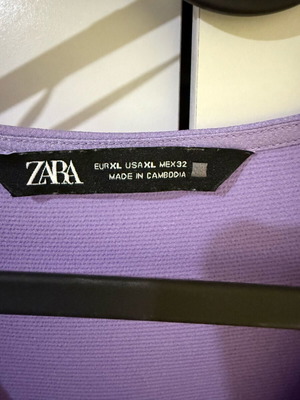 ZARA
EUR XL USA XL MEX 32
MADE IN CAMBODIA